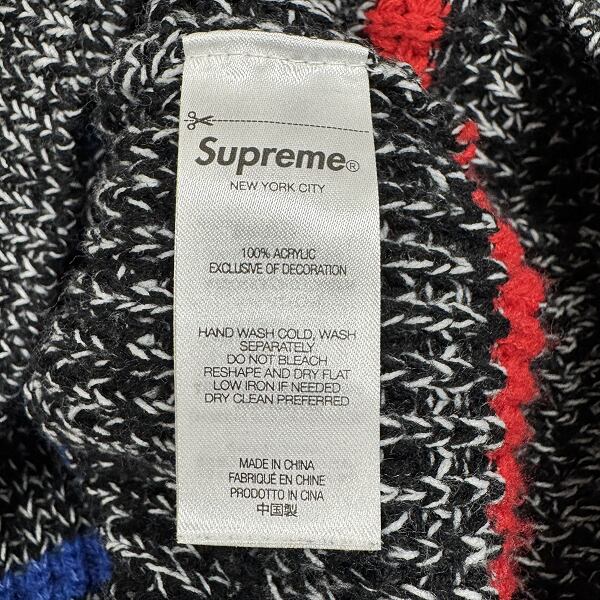 Supreme®
NEW YORK CITY
100% ACRYLIC
EXCLUSIVE OF DECORATION
HAND WASH COLD, WASH
SEPARATELY.
DO NOT BLEACH
RESHAPE AND DRY FLAT
LOW IRON IF NEEDED
DRY CLEAN PREFERRED
MADE IN CHINA
FABRIQUÉ EN CHINE
PRODOTTO IN CINA
中国製